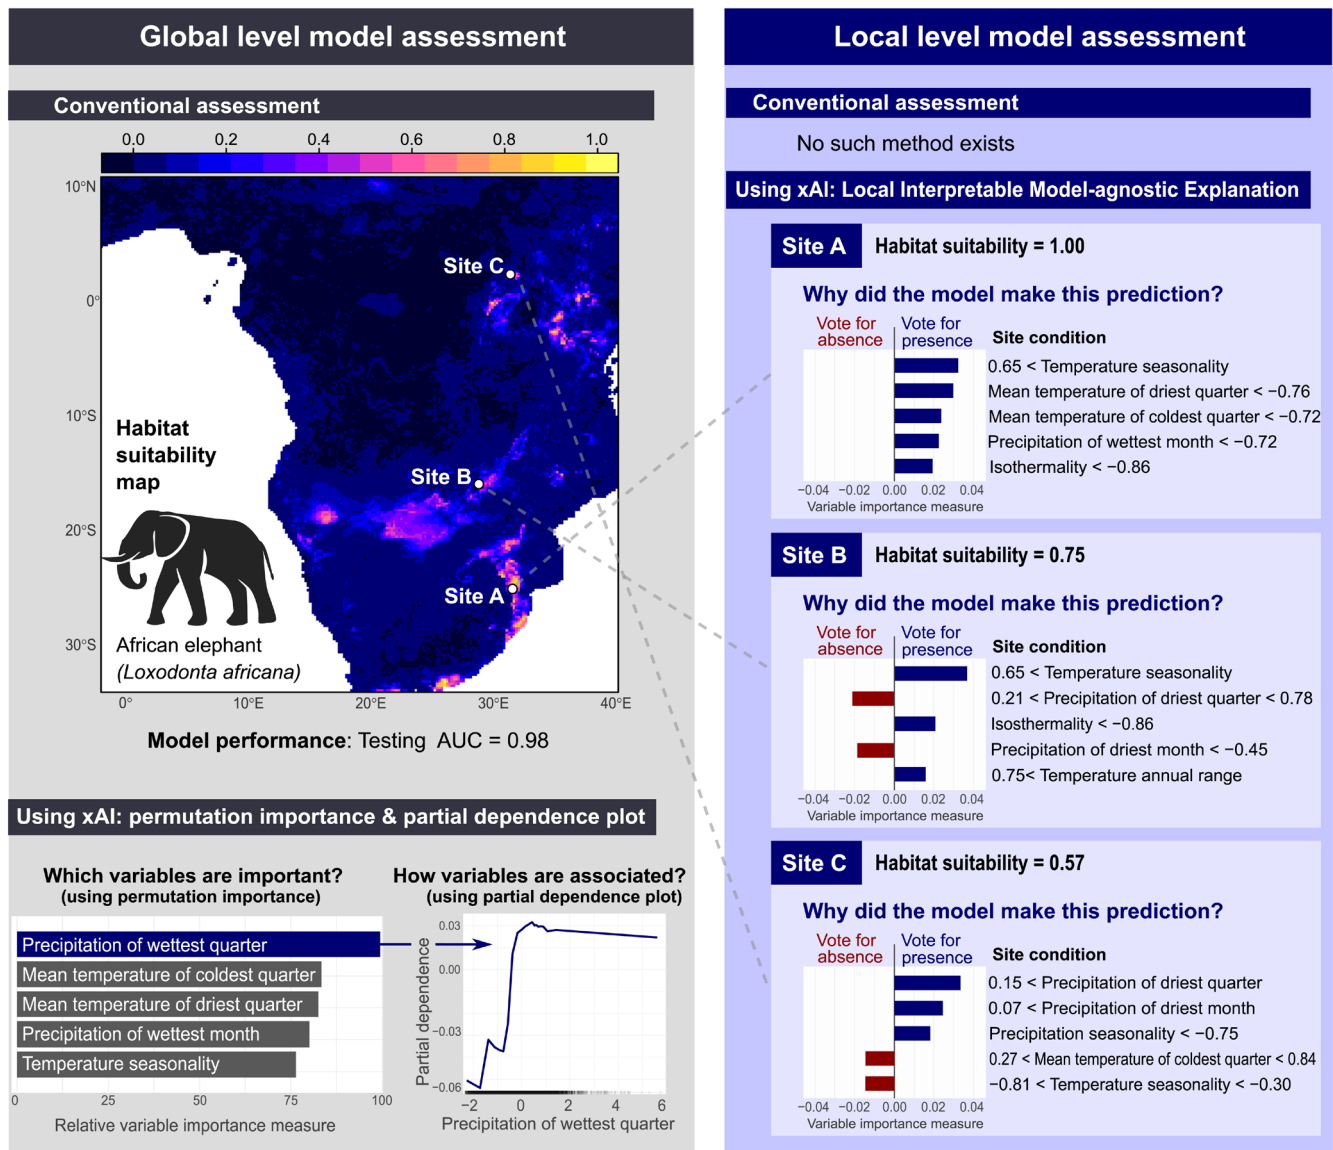 Global level model assessment
Conventional assessment
0.0 0.2 0.4 0.6 0.8 1.0
10°N
0°
10°S
20°S
30°S
Site C
Site B
Site A
Habitat
suitability
map
African elephant
(Loxodonta africana)
0° 10°E 20°E 30°E 40°E
Model performance: Testing AUC = 0.98
Using xAI: permutation importance & partial dependence plot
Which variables are important?
(using permutation importance)
Precipitation of wettest quarter
Mean temperature of coldest quarter
Mean temperature of driest quarter
Precipitation of wettest month
Temperature seasonality
0 25 50 75 100
Relative variable importance measure
How variables are associated?
(using partial dependence plot)
Partial dependence
0.03
0.00
−0.03
−0.06
−2 0 2 4 6
Precipitation of wettest quarter
Local level model assessment
Conventional assessment
No such method exists
Using xAI: Local Interpretable Model-agnostic Explanation
Site A Habitat suitability = 1.00
Why did the model make this prediction?
Vote for absence
Vote for presence
Site condition
0.65 < Temperature seasonality
Mean temperature of driest quarter < −0.76
Mean temperature of coldest quarter < −0.72
Precipitation of wettest month < −0.72
Isothermality < −0.86
−0.04 −0.02 0.00 0.02 0.04
Variable importance measure
Site B Habitat suitability = 0.75
Why did the model make this prediction?
Vote for absence
Vote for presence
Site condition
0.65 < Temperature seasonality
0.21 < Precipitation of driest quarter < 0.78
Isosthermality < −0.86
Precipitation of driest month < −0.45
0.75< Temperature annual range
−0.04 −0.02 0.00 0.02 0.04
Variable importance measure
Site C Habitat suitability = 0.57
Why did the model make this prediction?
Vote for absence
Vote for presence
Site condition
0.15 < Precipitation of driest quarter
0.07 < Precipitation of driest month
Precipitation seasonality < −0.75
0.27 < Mean temperature of coldest quarter < 0.84
−0.81 < Temperature seasonality < −0.30
−0.04 −0.02 0.00 0.02 0.04
Variable importance measure